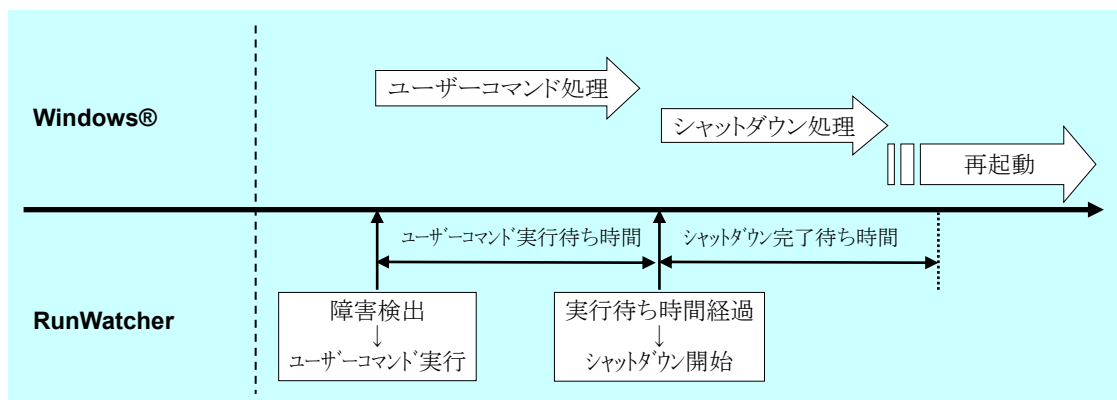 ユーザーコマンド処理
Windows®
シャットダウン処理
再起動
ユーザーコマンド実行待ち時間
シャットダウン完了待ち時間
RunWatcher
障害検出
↓
ユーザーコマンド実行
実行待ち時間経過
↓
シャットダウン開始